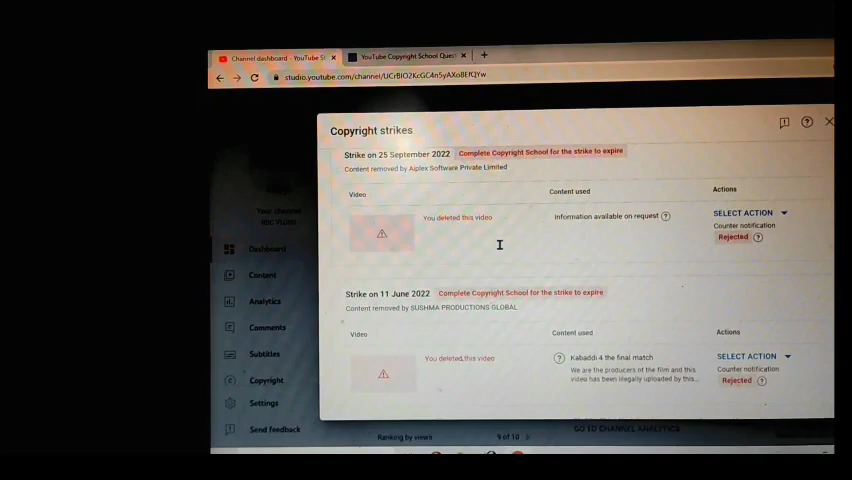 Channel dashboard - YouTube St
YouTube Copyright School Quest
studio.youtube.com/channel/UCrBIO2KcGC4n5yAXo8EfQYw
Copyright strikes
Strike on 25 September 2022 Complete Copyright School for the strike to expire
Content removed by Aiplex Software Private Limited
Video Content used Actions
You deleted this video Information available on request SELECT ACTION
Counter notification
Rejected
Strike on 11 June 2022 Complete Copyright School for the strike to expire
Content removed by SUSHMA PRODUCTIONS GLOBAL
Video Content used Actions
You deleted this video Kabaddi 4 the final match SELECT ACTION
We are the producers of the film and this Counter notification
video has been illegally uploaded by this... Rejected
Your channel
Dashboard
Content
Analytics
Comments
Subtitles
Copyright
Settings
Send feedback
Ranking by views 9 of 10
GO TO CHANNEL ANALYTICS